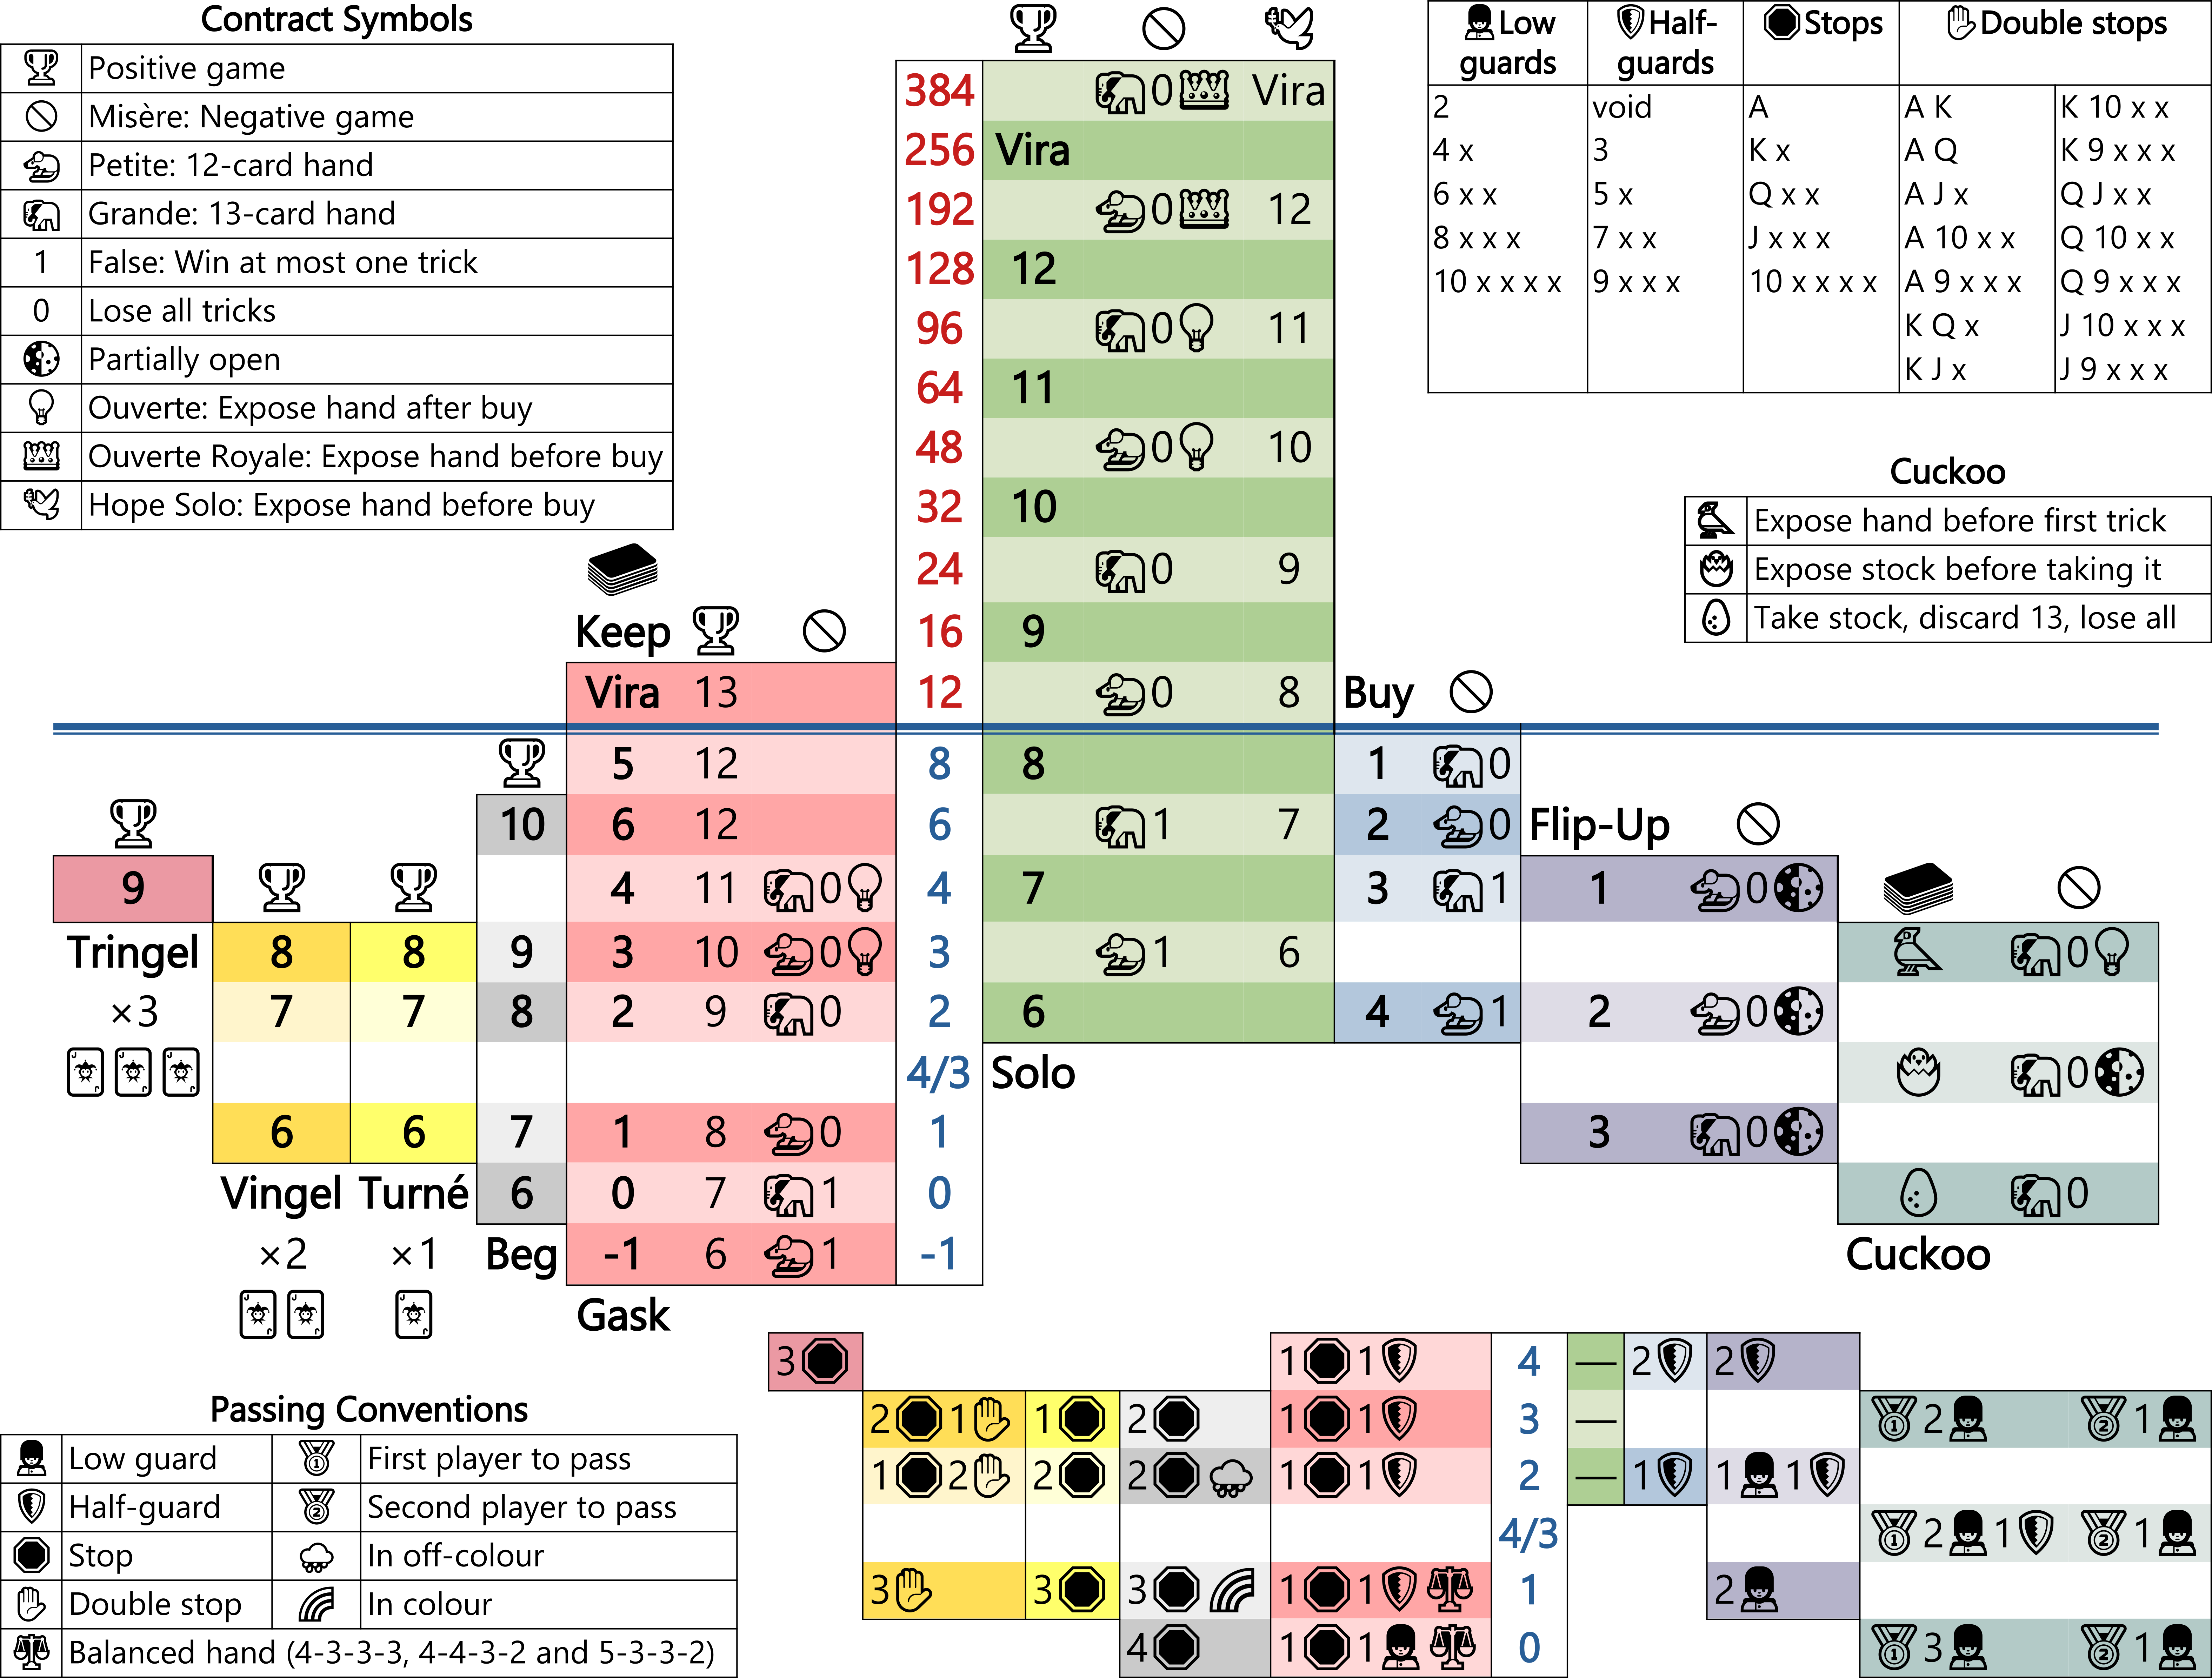 Contract Symbols
Positive game
Misère: Negative game
Petite: 12-card hand
Grande: 13-card hand
1 False: Win at most one trick
0 Lose all tricks
Partially open
Ouverte: Expose hand after buy
Ouverte Royale: Expose hand before buy
Hope Solo: Expose hand before buy
384 0 Vira
256 Vira
192 0 12
128 12
96 0 11
64 11
48 0 10
32 10
24 0 9
16 9
12 0 8
Low guards Half-guards Stops Double stops
2 void A A K K 10 x x
4 x 3 K x A Q K 9 x x x
6 x x 5 x Q x x A J x Q J x x
8 x x x 7 x x J x x x A 10 x x Q 10 x x
10 x x x x 9 x x x 10 x x x x A 9 x x x Q 9 x x x
K Q x J 10 x x x
K J x J 9 x x x
Cuckoo
Expose hand before first trick
Expose stock before taking it
Take stock, discard 13, lose all
Keep
Vira 13
Buy
5 12 8 8 1 0
10 6 12 6 1 7 2 0 Flip-Up
9 4 11 0 4 7 3 1 1 0
Tringel 8 8 9 3 10 0 3 1 6 0
×3 7 7 8 2 9 0 2 6 4 1 2 0
4/3 Solo 0
6 6 7 1 8 0 1 3 0
Vingel Turné 6 0 7 1 0 0
×2 ×1 Beg -1 6 1 -1 Cuckoo
Gask
3 1 1 4 — 2 2
2 1 1 2 1 1 3 — 2 1
1 2 2 2 1 1 2 — 1 1 1
4/3 2 1 1
3 3 3 1 1 1 2
4 1 1 0 3 1
Passing Conventions
Low guard First player to pass
Half-guard Second player to pass
Stop In off-colour
Double stop In colour
Balanced hand (4-3-3-3, 4-4-3-2 and 5-3-3-2)